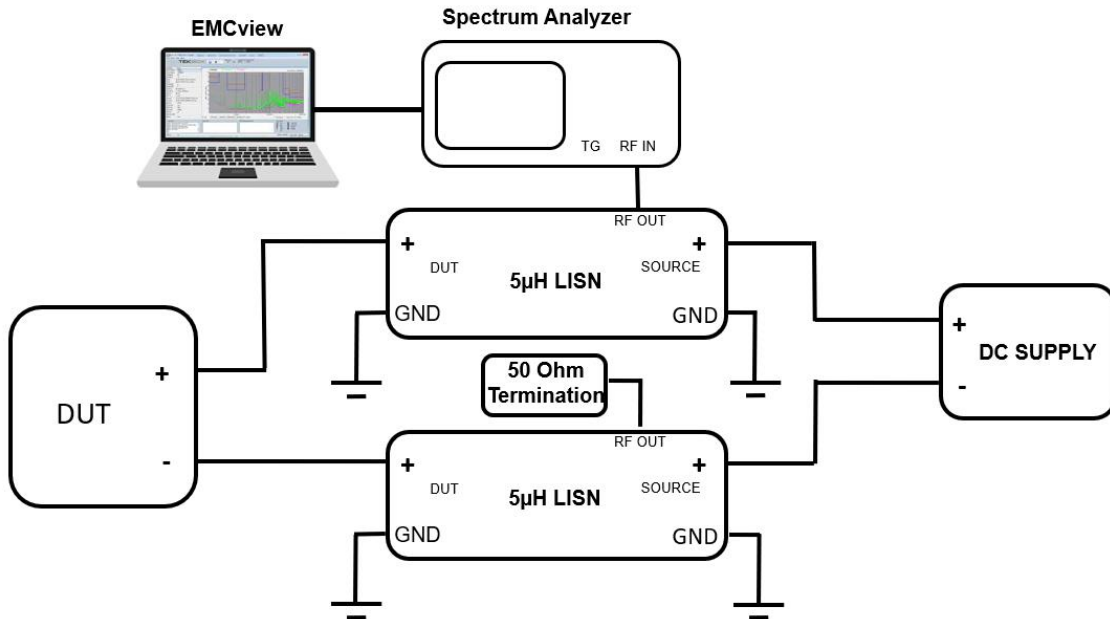 EMCview
Spectrum Analyzer
TG RF IN
RF OUT
+ +
DUT SOURCE
5µH LISN
GND GND
DUT
+
-
DC SUPPLY
+
-
50 Ohm
Termination
RF OUT
+ +
DUT SOURCE
5µH LISN
GND GND